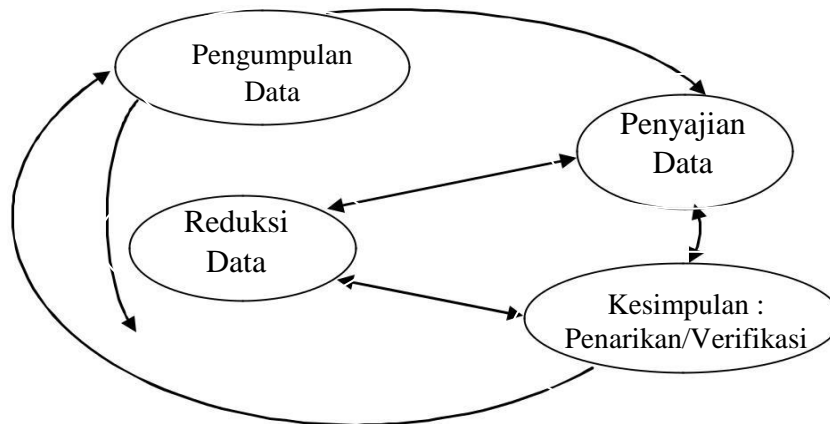 Pengumpulan
Data
Penyajian
Data
Reduksi
Data
Kesimpulan :
Penarikan/Verifikasi